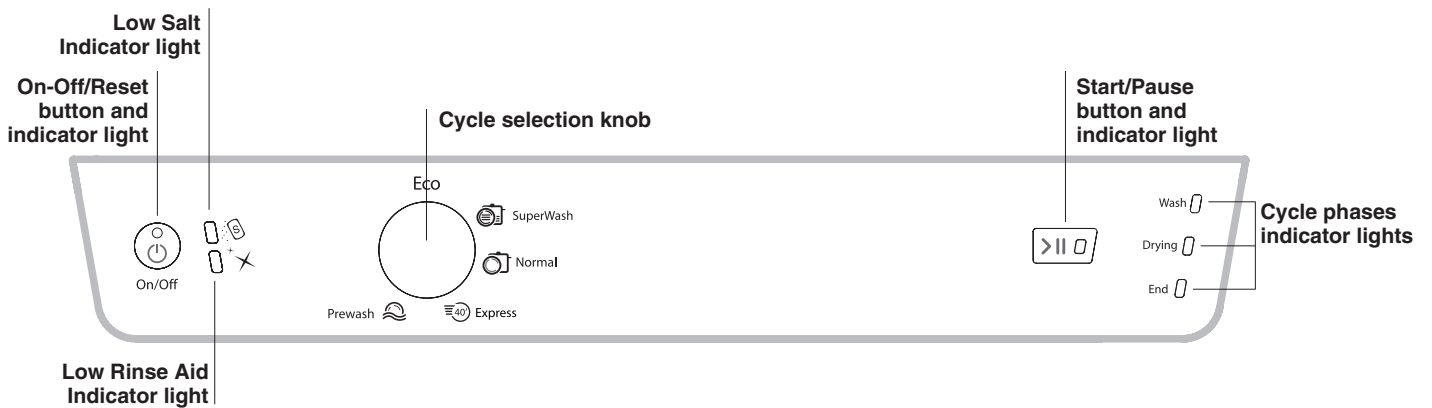 Low Salt
Indicator light
On-Off/Reset
button and
indicator light
Cycle selection knob
Start/Pause
button and
indicator light
Eco
SuperWash
Normal
40' Express
Prewash
S
On/Off
Wash
Drying
End
Cycle phases
indicator lights
Low Rinse Aid
Indicator light